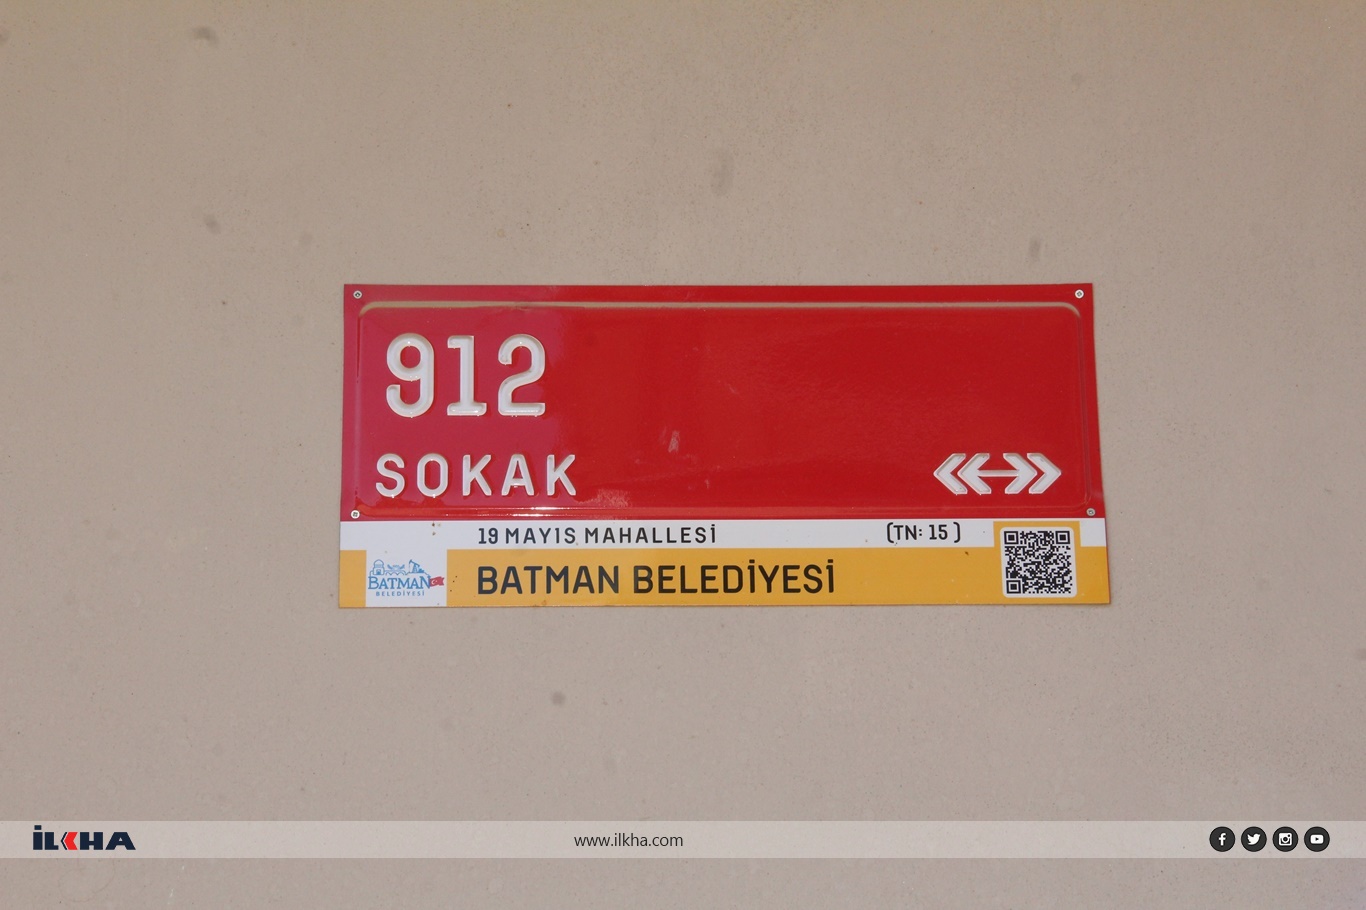 912
SOKAK
19 MAYIS MAHALLESİ
(TN: 15 )
BATMAN
BELEDİYESİ
BATMAN BELEDİYESİ
İLKHA
www.ilkha.com